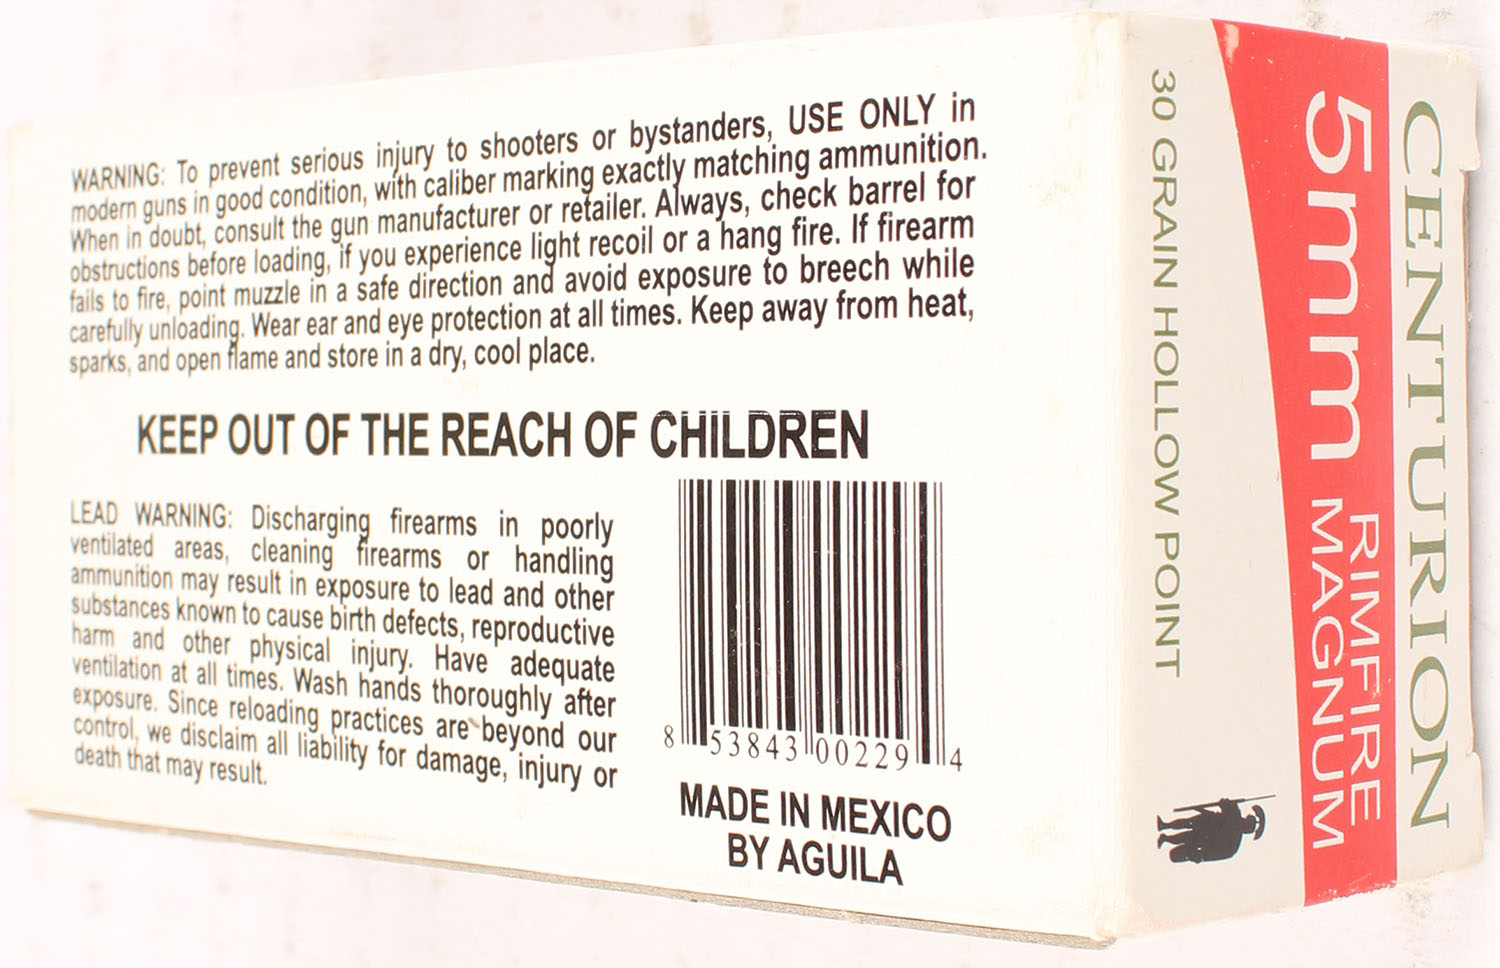 WARNING: To prevent serious injury to shooters or bystanders, USE ONLY in
modern guns in good condition, with caliber marking exactly matching ammunition.
When in doubt, consult the gun manufacturer or retailer. Always, check barrel for
obstructions before loading, if you experience light recoil or a hang fire. If firearm
fails to fire, point muzzle in a safe direction and avoid exposure to breech while
carefully unloading. Wear ear and eye protection at all times. Keep away from heat,
sparks, and open flame and store in a dry, cool place.
KEEP OUT OF THE REACH OF CHILDREN
LEAD WARNING: Discharging firearms in poorly
ventilated areas, cleaning firearms or handling
ammunition may result in exposure to lead and other
substances known to cause birth defects, reproductive
harm and other physical injury. Have adequate
ventilation at all times. Wash hands thoroughly after
exposure. Since reloading practices are beyond our
control, we disclaim all liability for damage, injury or
death that may result.
8 53843 00229 4
MADE IN MEXICO
BY AGUILA
CENTURION
5mm RIMFIRE
MAGNUM
30 GRAIN HOLLOW POINT